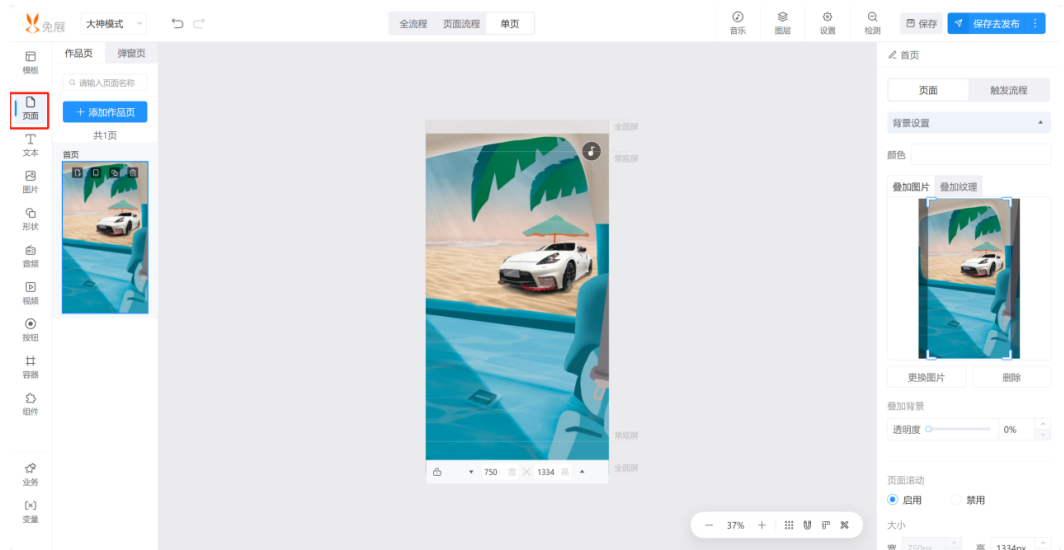 兔展
大神模式
全流程 页面流程 单页
音乐 图层 设置 检测
保存
保存去发布
模板
页面
文本
图片
形状
音频
视频
按钮
容器
组件
业务
变量
作品页 弹窗页
请输入页面名称
+ 添加作品页
共1页
首页
全面屏
常规屏
常规屏
全面屏
750 宽 1334 高
37%
首页
页面 触发流程
背景设置
颜色
叠加图片 叠加纹理
更换图片 删除
叠加背景
透明度 0%
页面滚动
启用 禁用
大小
宽 750px 高 1334px